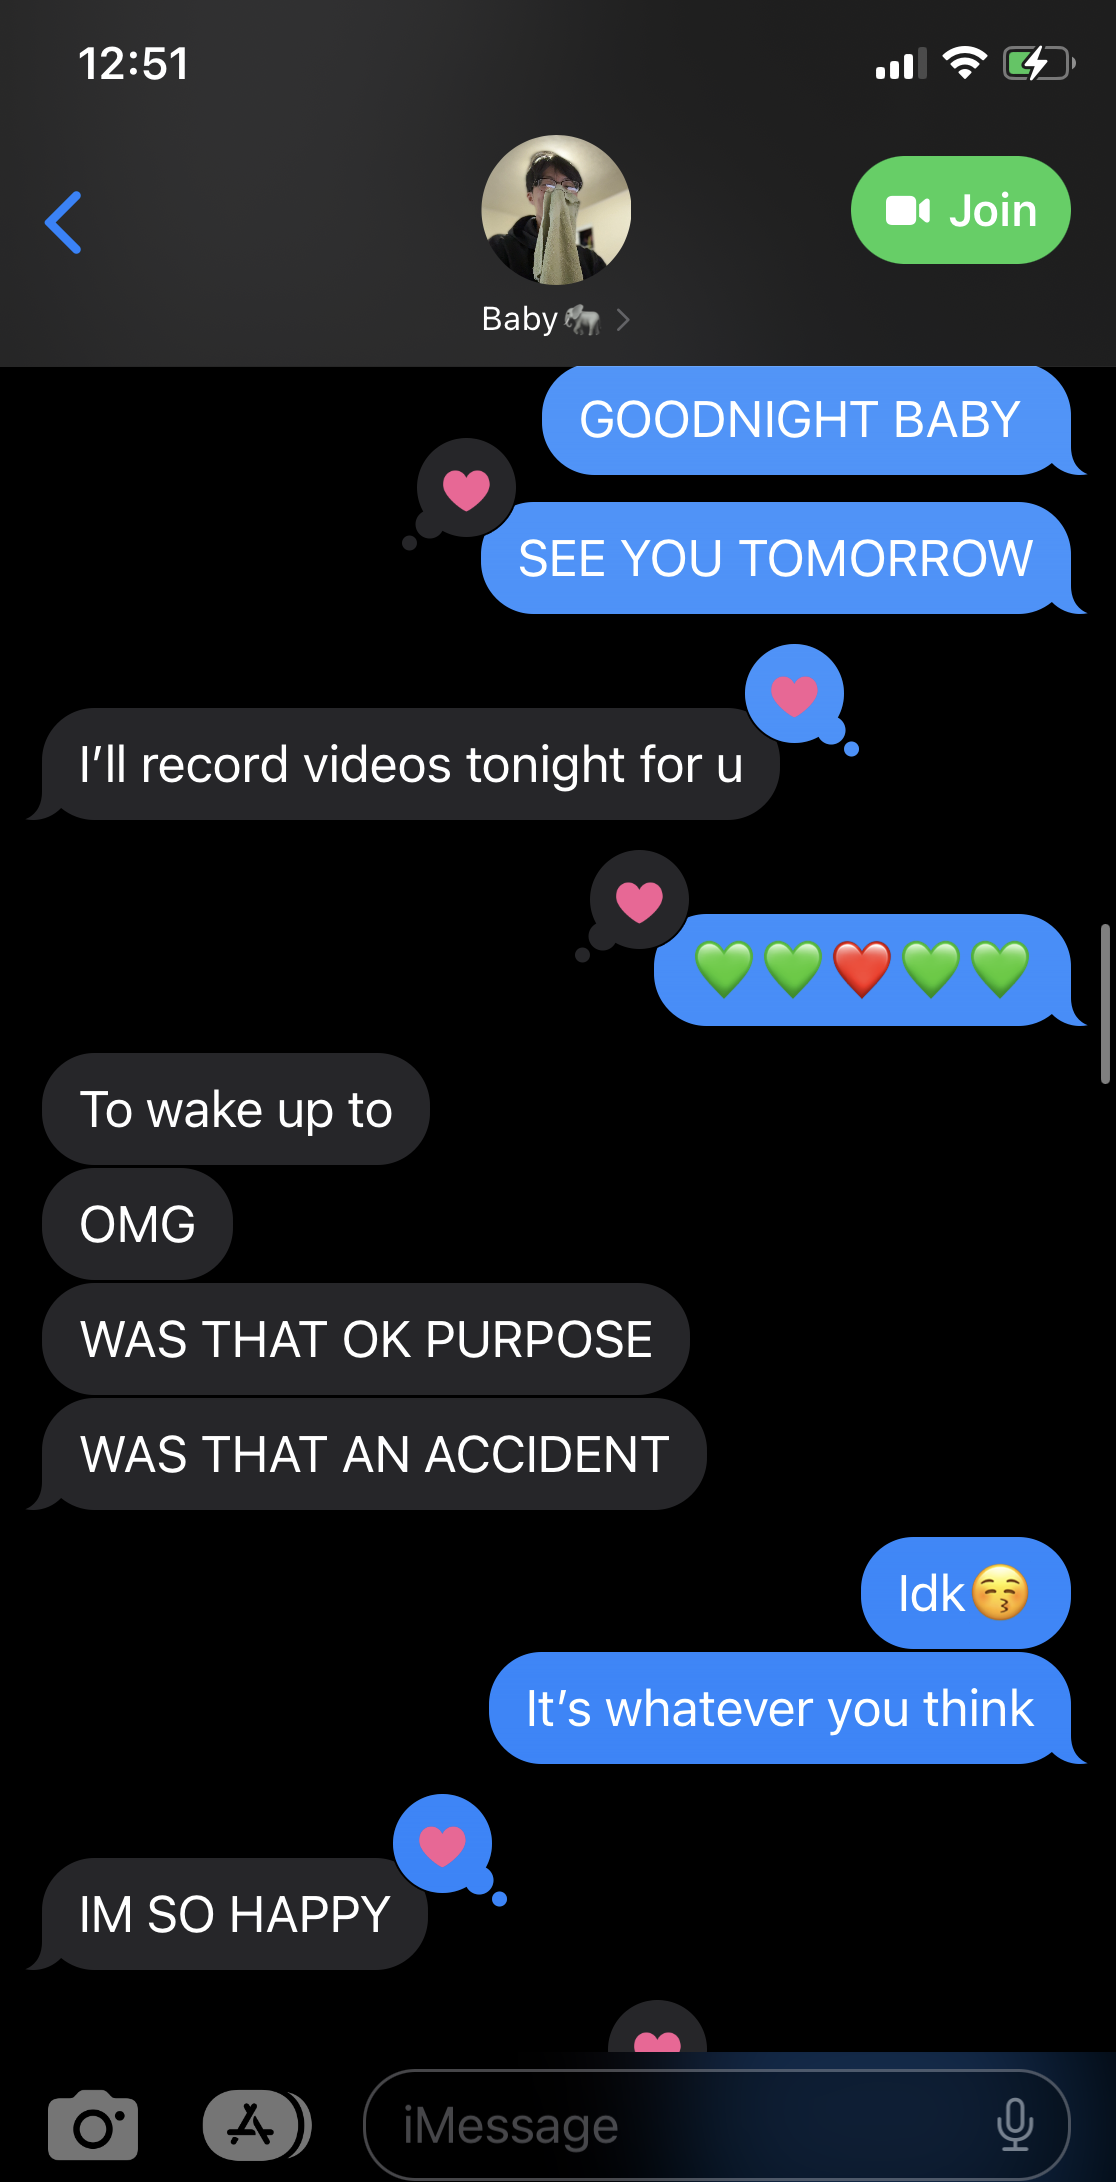 12:51
Join
Baby🐘
GOODNIGHT BABY
SEE YOU TOMORROW
I’ll record videos tonight for u
💚💚❤️💚💚
To wake up to
OMG
WAS THAT OK PURPOSE
WAS THAT AN ACCIDENT
Idk😚
It’s whatever you think
IM SO HAPPY
iMessage